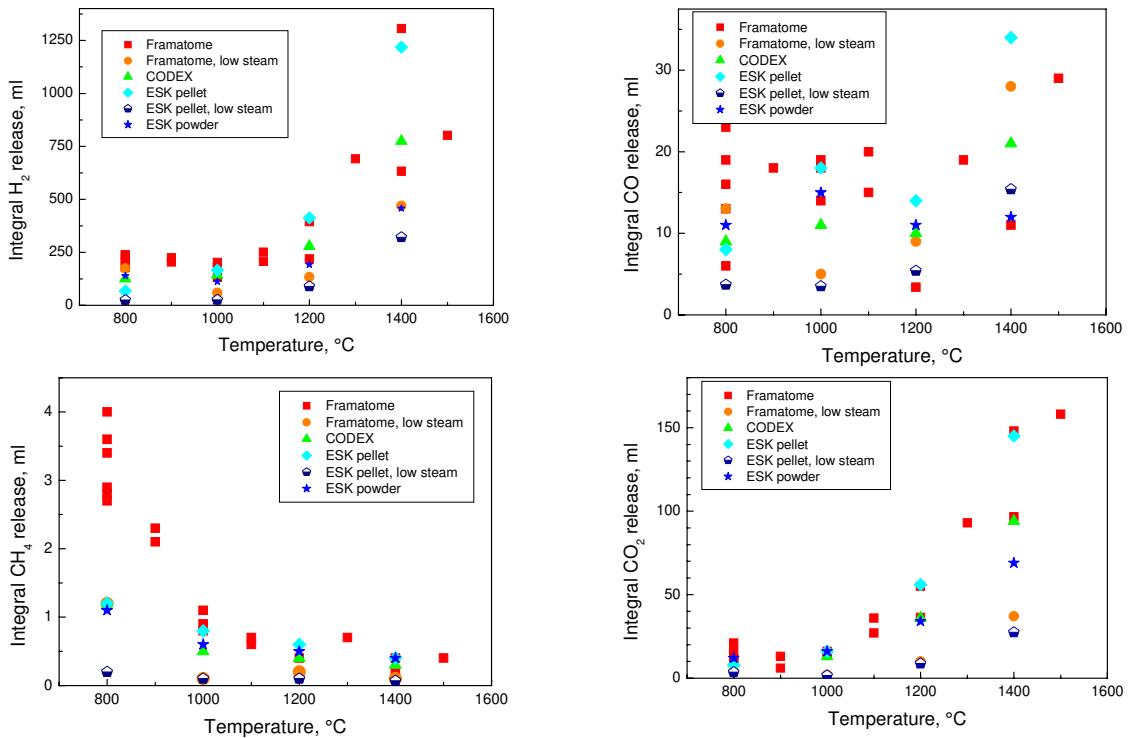 1250
1000
750
500
250
0
Integral H2 release, ml
Framatome
Framatome, low steam
CODEX
ESK pellet
ESK pellet, low steam
ESK powder
800 1000 1200 1400 1600
Temperature, °C
30
20
10
0
Integral CO release, ml
Framatome
Framatome, low steam
CODEX
ESK pellet
ESK pellet, low steam
ESK powder
800 1000 1200 1400 1600
Temperature, °C
4
3
2
1
0
Integral CH4 release, ml
Framatome
Framatome, low steam
CODEX
ESK pellet
ESK pellet, low steam
ESK powder
800 1000 1200 1400 1600
Temperature, °C
150
100
50
0
Integral CO2 release, ml
Framatome
Framatome, low steam
CODEX
ESK pellet
ESK pellet, low steam
ESK powder
800 1000 1200 1400 1600
Temperature, °C